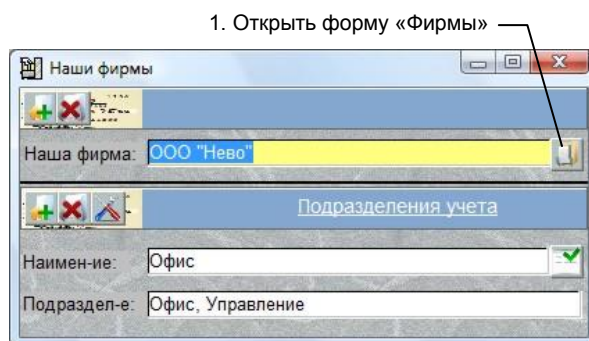 1. Открыть форму «Фирмы»
Наши фирмы
Наша фирма: ООО "Нево"
Подразделения учета
Наимен-ие: Офис
Подраздел-е: Офис, Управление